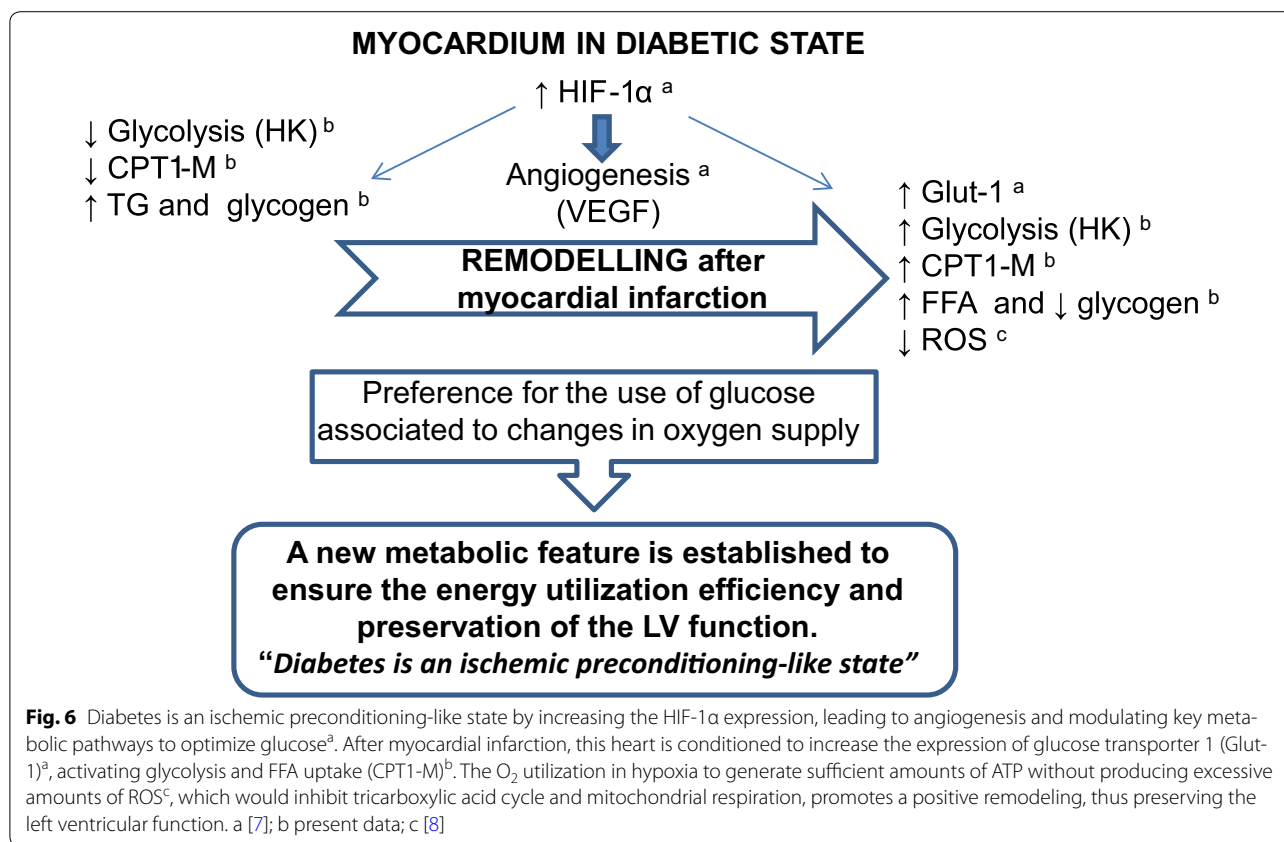 MYOCARDIUM IN DIABETIC STATE
↑ HIF-1α a
↓ Glycolysis (HK) b
↓ CPT1-M b
↑ TG and glycogen b
Angiogenesis a
(VEGF)
↑ Glut-1 a
↑ Glycolysis (HK) b
↑ CPT1-M b
↑ FFA and ↓ glycogen b
↓ ROS c
REMODELLING after
myocardial infarction
Preference for the use of glucose
associated to changes in oxygen supply
A new metabolic feature is established to
ensure the energy utilization efficiency and
preservation of the LV function.
“Diabetes is an ischemic preconditioning-like state”
Fig. 6 Diabetes is an ischemic preconditioning-like state by increasing the HIF-1α expression, leading to angiogenesis and modulating key meta-
bolic pathways to optimize glucosea. After myocardial infarction, this heart is conditioned to increase the expression of glucose transporter 1 (Glut-
1)a, activating glycolysis and FFA uptake (CPT1-M)b. The O2 utilization in hypoxia to generate sufficient amounts of ATP without producing excessive
amounts of ROSc, which would inhibit tricarboxylic acid cycle and mitochondrial respiration, promotes a positive remodeling, thus preserving the
left ventricular function. a [7]; b present data; c [8]